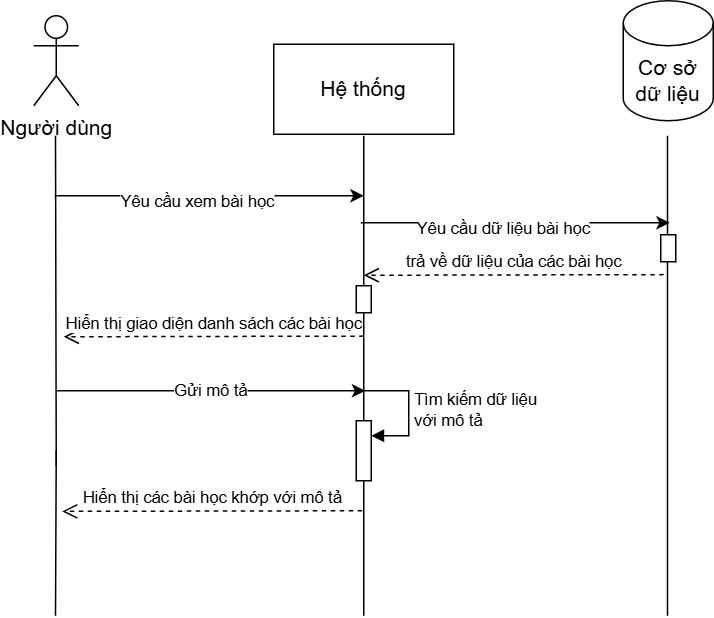 Người dùng
Hệ thống
Cơ sở
dữ liệu
Yêu cầu xem bài học
Yêu cầu dữ liệu bài học
trả về dữ liệu của các bài học
Hiển thị giao diện danh sách các bài học
Gửi mô tả
Tìm kiếm dữ liệu
với mô tả
Hiển thị các bài học khớp với mô tả